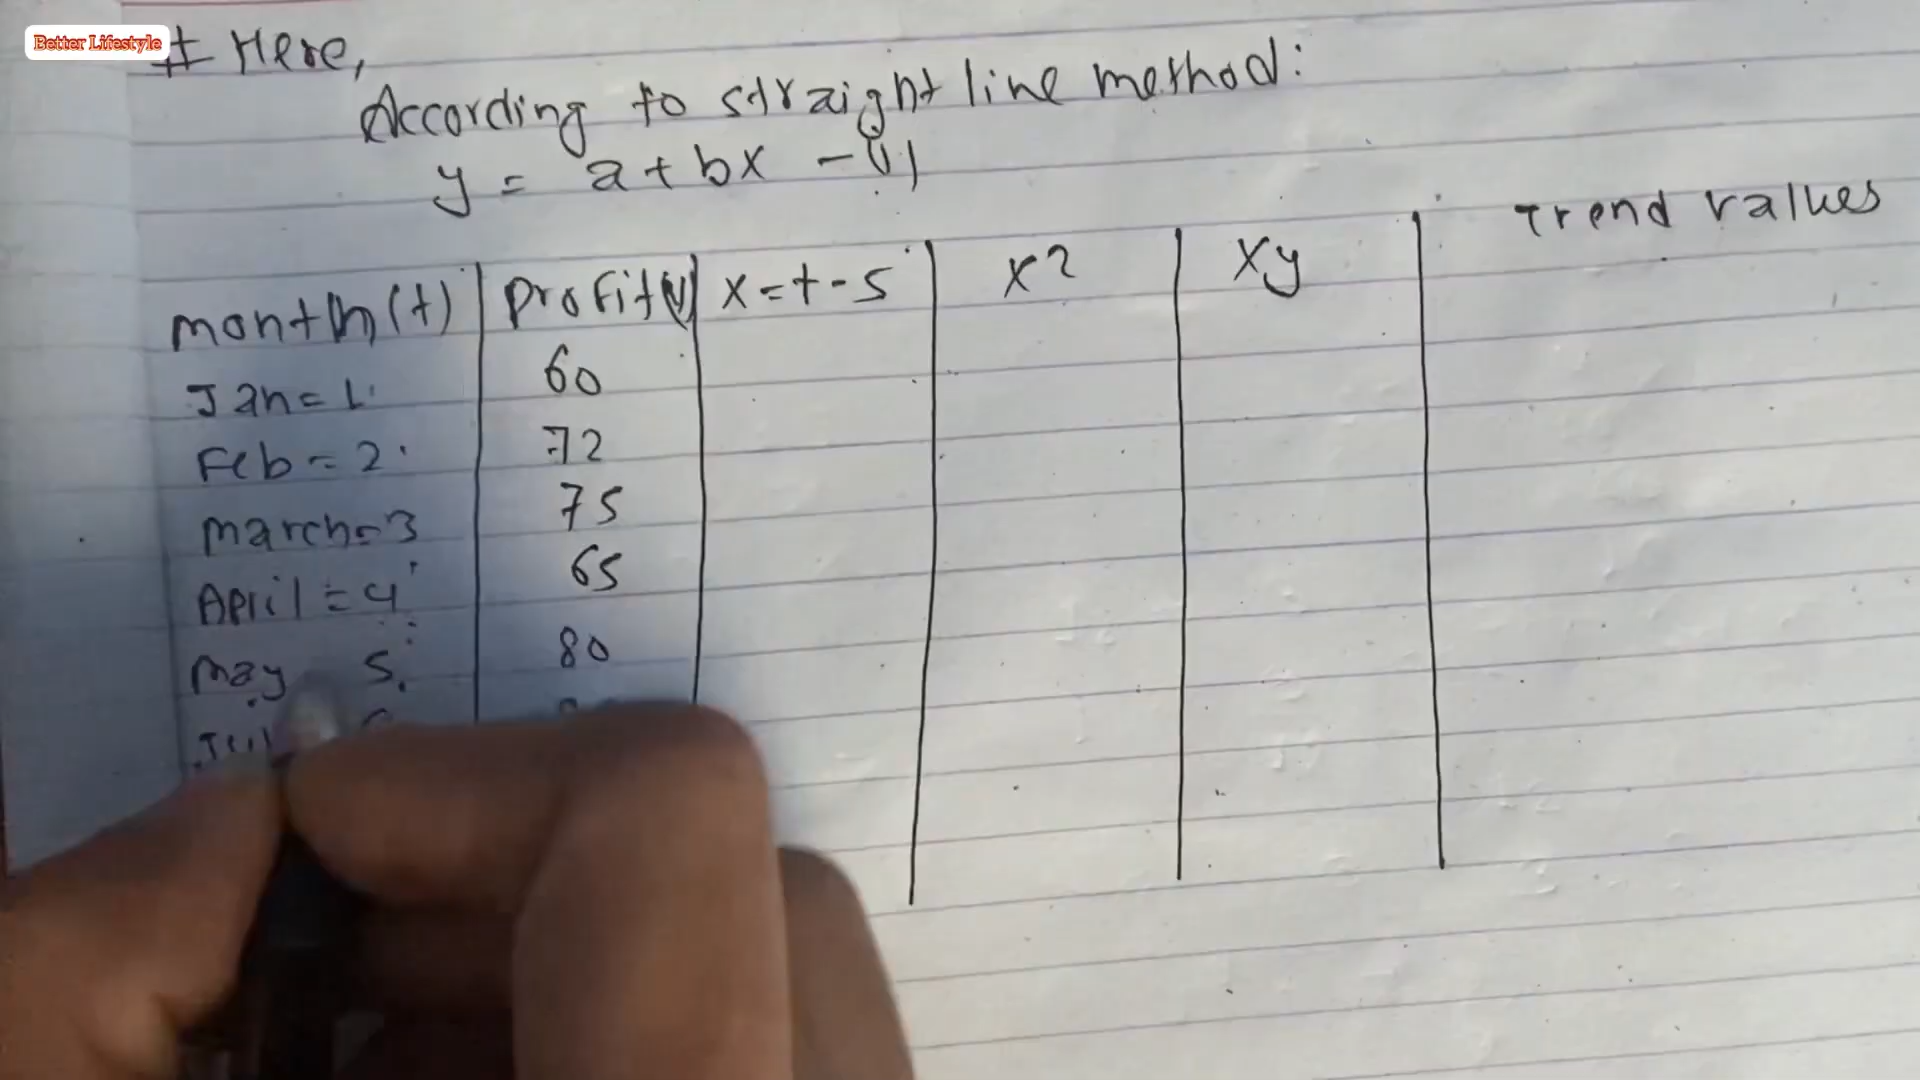 Better Lifestyle
# Here,
According to straight line method:
y = a + bx - (1)
month(t) Profit(y) x=t-5 x2 xy Trend values
Jan=1 60
Feb=2 72
march=3 75
April=4 65
may 5 80